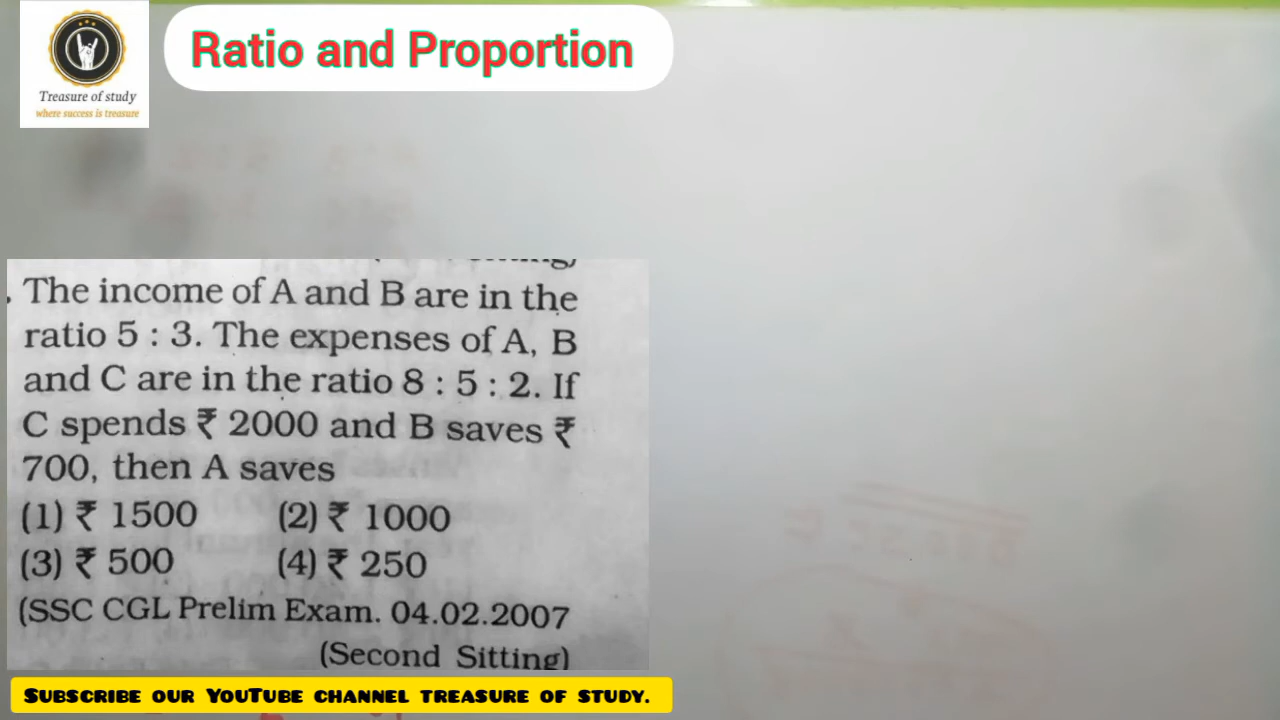 Treasure of study
where success is treasure
Ratio and Proportion
The income of A and B are in the
ratio 5 : 3. The expenses of A, B
and C are in the ratio 8 : 5 : 2. If
C spends ₹ 2000 and B saves ₹
700, then A saves
(1) ₹ 1500 (2) ₹ 1000
(3) ₹ 500 (4) ₹ 250
(SSC CGL Prelim Exam. 04.02.2007
(Second Sitting)
Subscribe our YouTube channel treasure of study.